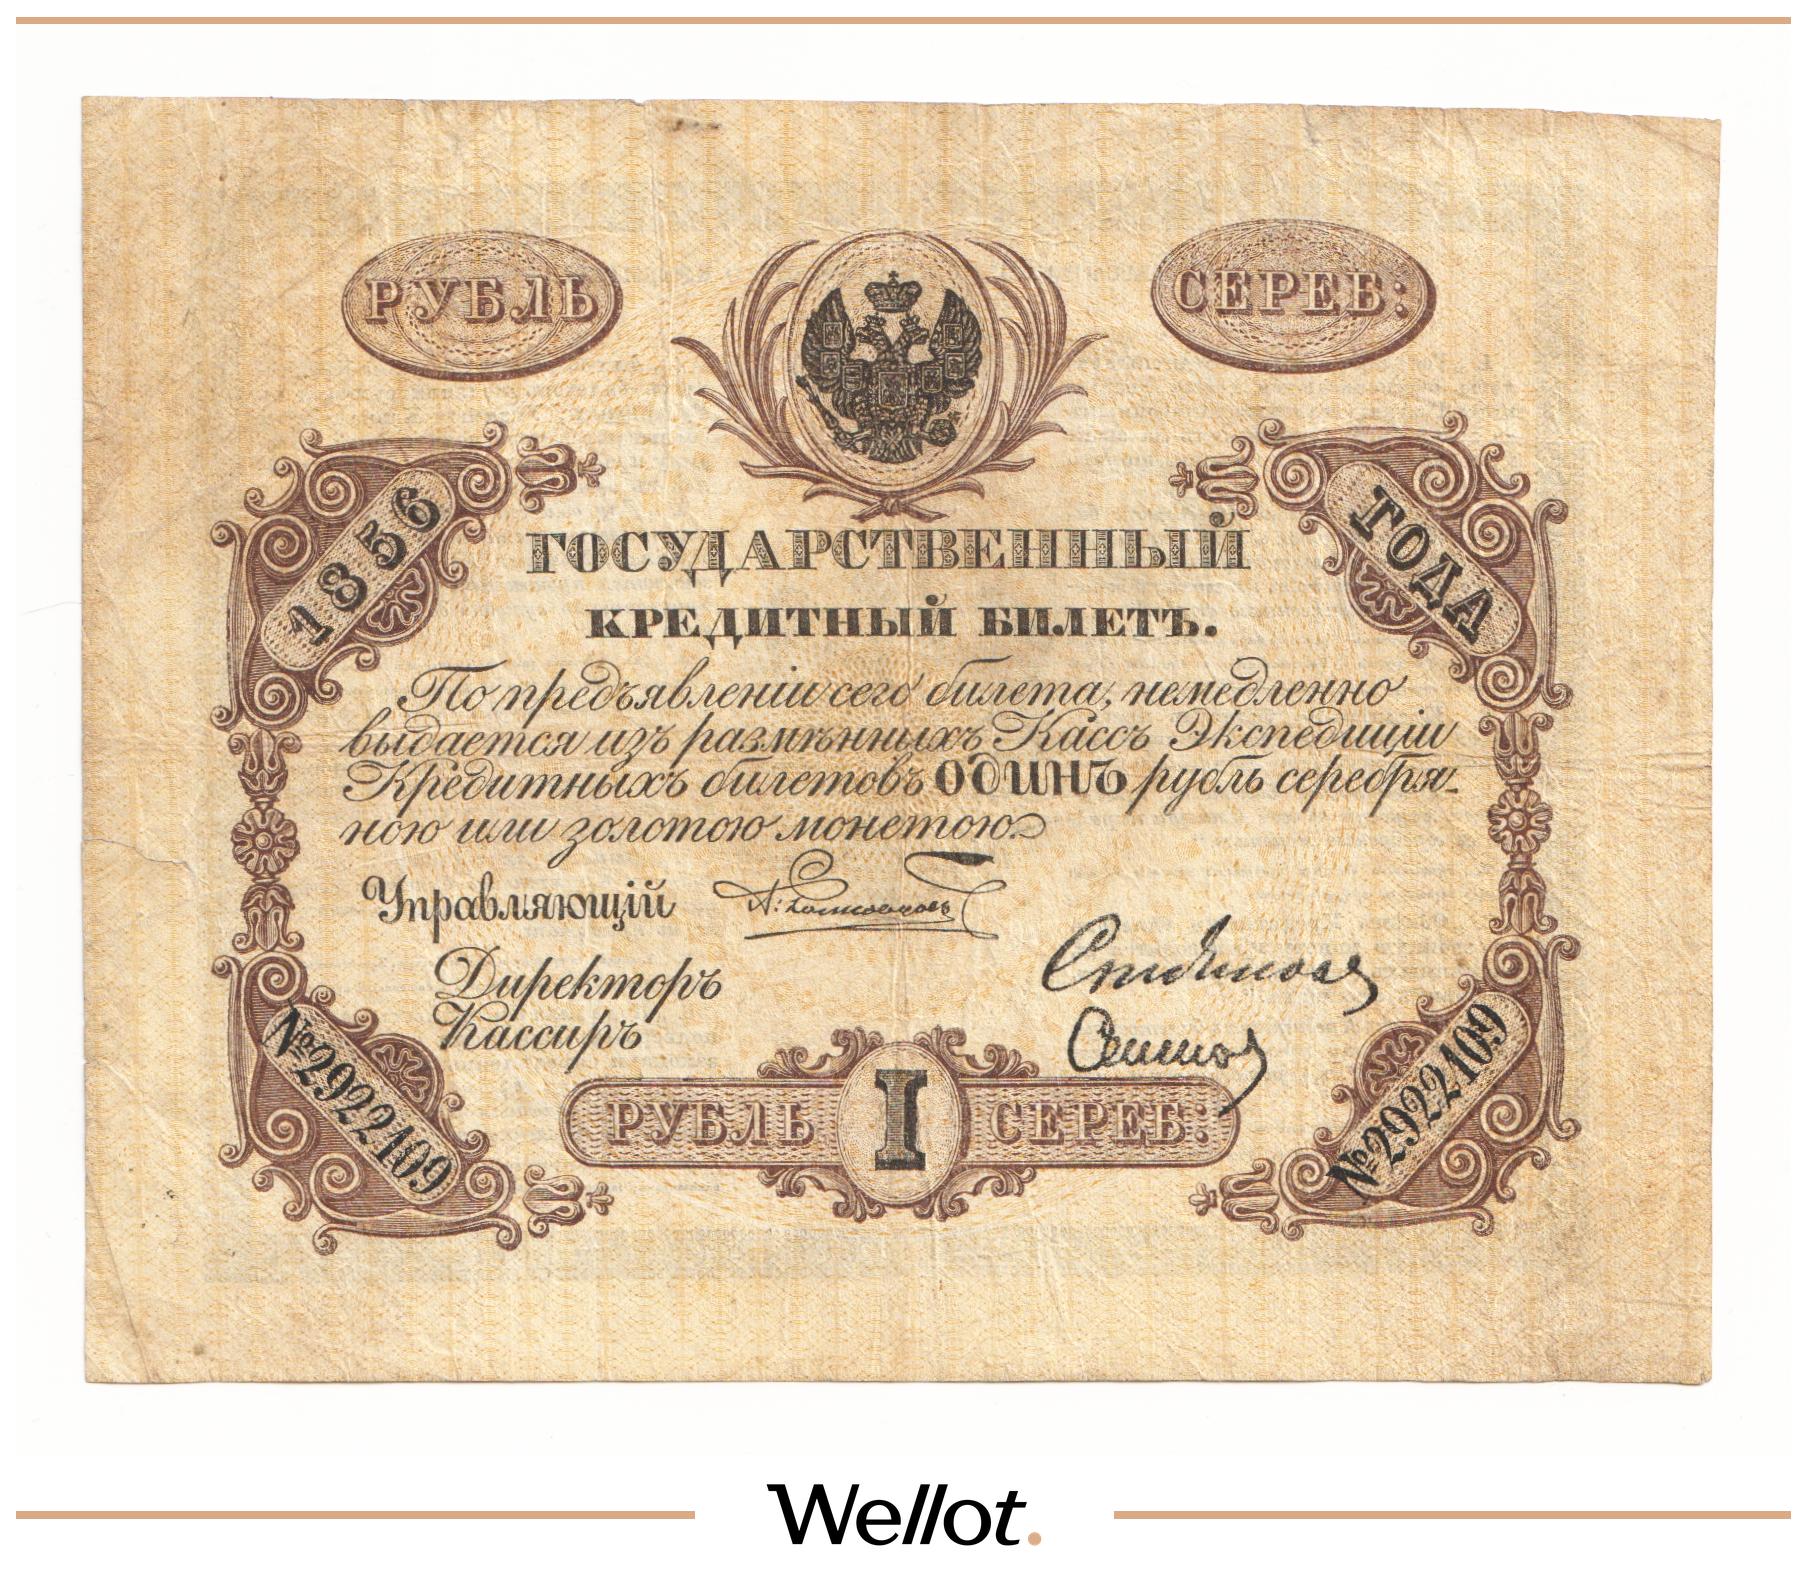 РУБЛЬ
СЕРЕБ:
1856
ГОДА
ГОСУДАРСТВЕННЫЙ
КРЕДИТНЫЙ БИЛЕТЪ.
По предъявленіи сего билета, немедленно
выдается изъ размѣнныхъ Кассъ Экспедиціи
Кредитныхъ билетовъ ОДИНЪ рубль серебря-
ною или золотою монетою.
Управляющій
Директоръ
Кассиръ
№2922109
№2922109
РУБЛЬ I СЕРЕБ:
Wellot.